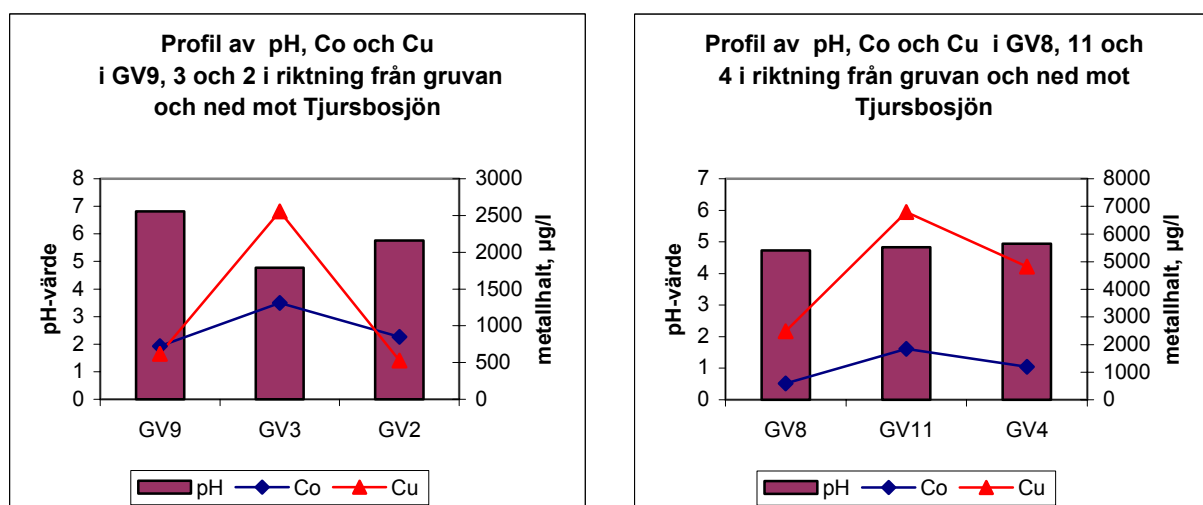 Profil av pH, Co och Cu
i GV9, 3 och 2 i riktning från gruvan
och ned mot Tjursbosjön
pH-värde
8
7
6
5
4
3
2
1
0
3000
2500
2000
1500
1000
500
0
metallhalt, µg/l
GV9 GV3 GV2
pH Co Cu
Profil av pH, Co och Cu i GV8, 11 och
4 i riktning från gruvan och ned mot
Tjursbosjön
pH-värde
7
6
5
4
3
2
1
0
8000
7000
6000
5000
4000
3000
2000
1000
0
metallhalt, µg/l
GV8 GV11 GV4
pH Co Cu